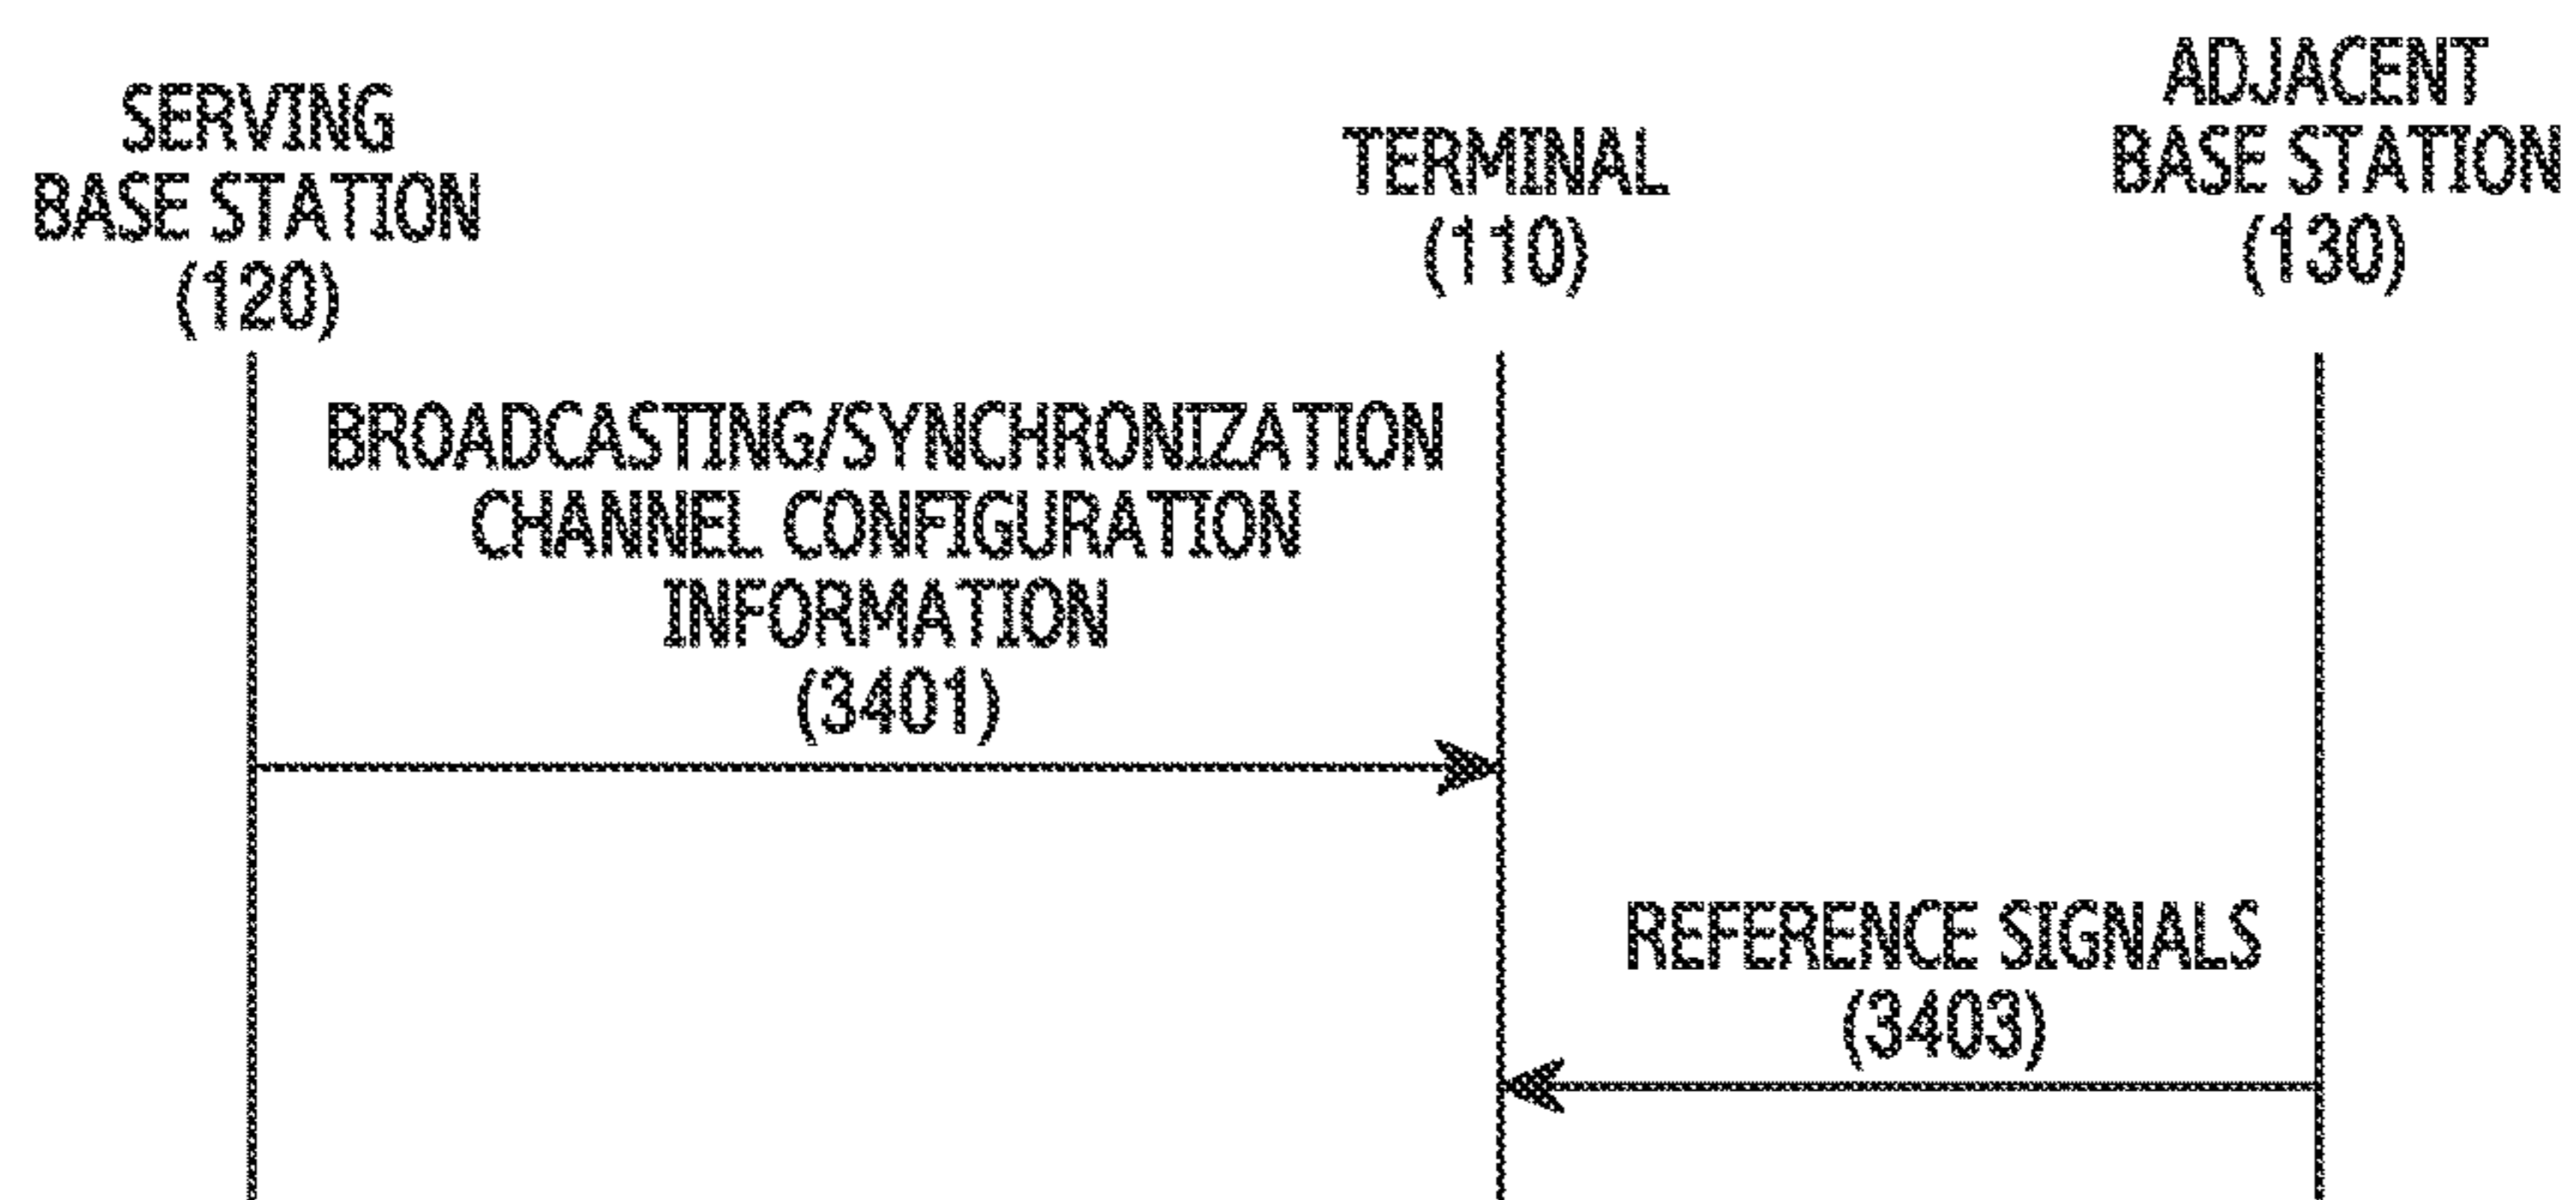 SERVING
BASE STATION
(120)
TERMINAL
(110)
ADJACENT
BASE STATION
(130)
BROADCASTING/SYNCHRONIZATION
CHANNEL CONFIGURATION
INFORMATION
(3401)
REFERENCE SIGNALS
(3403)